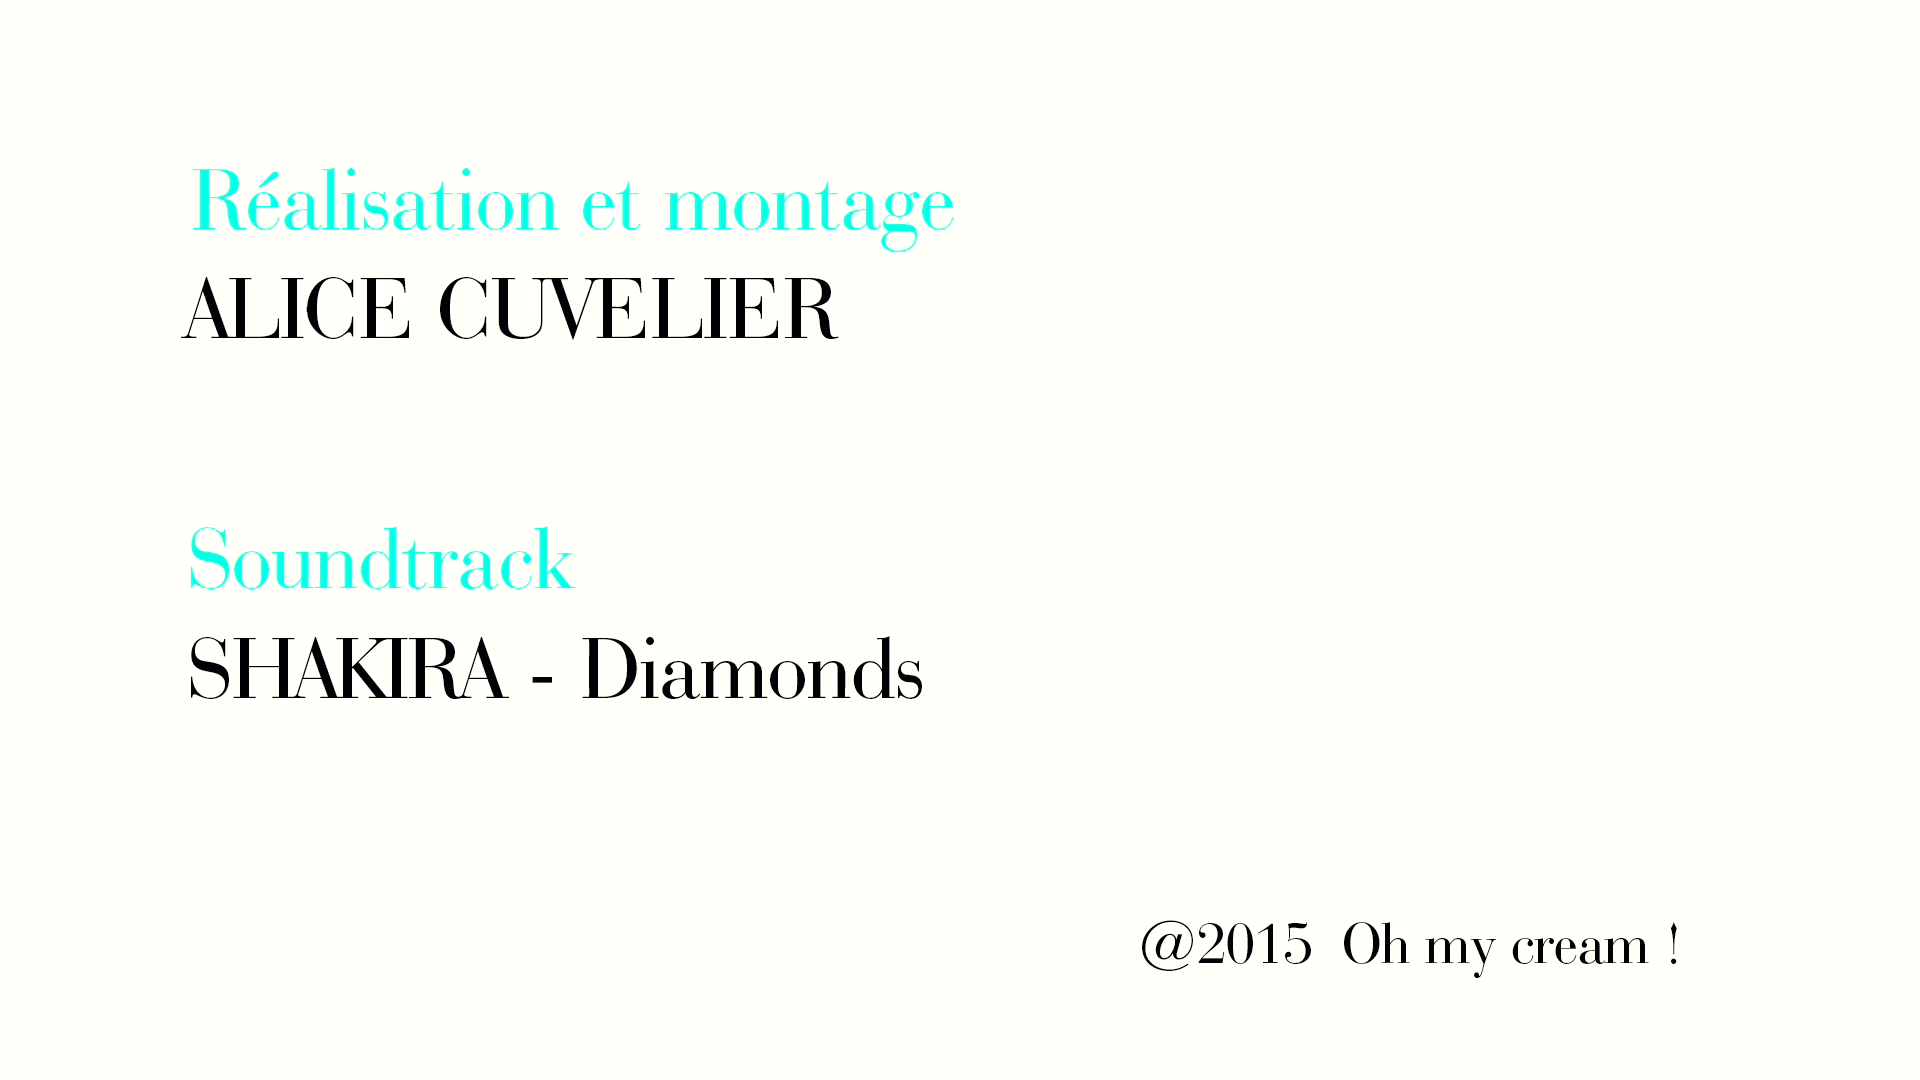 Réalisation et montage
ALICE CUVELIER
Soundtrack
SHAKIRA - Diamonds
@2015 Oh my cream !